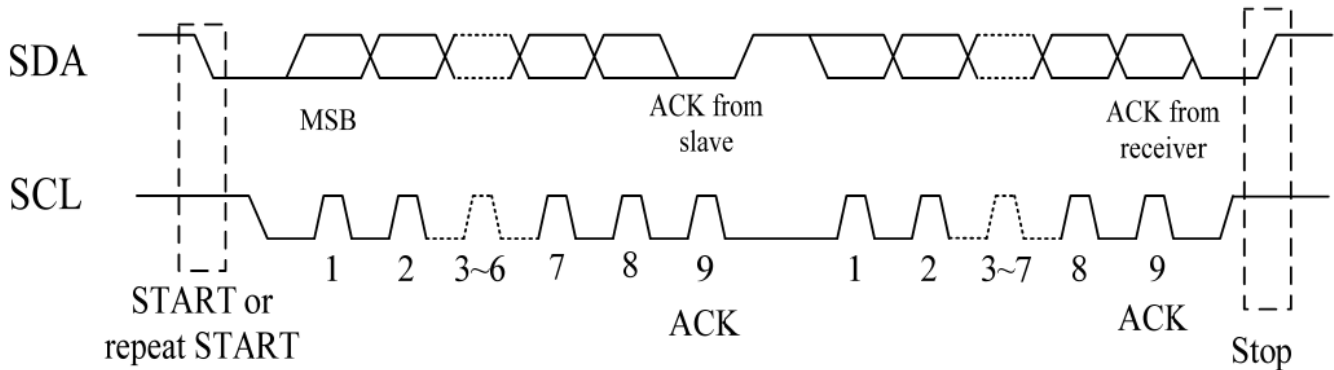 SDA
MSB
ACK from
slave
ACK from
receiver
SCL
1 2 3~6 7 8 9 1 2 3~7 8 9
START or
repeat START
ACK
ACK
Stop